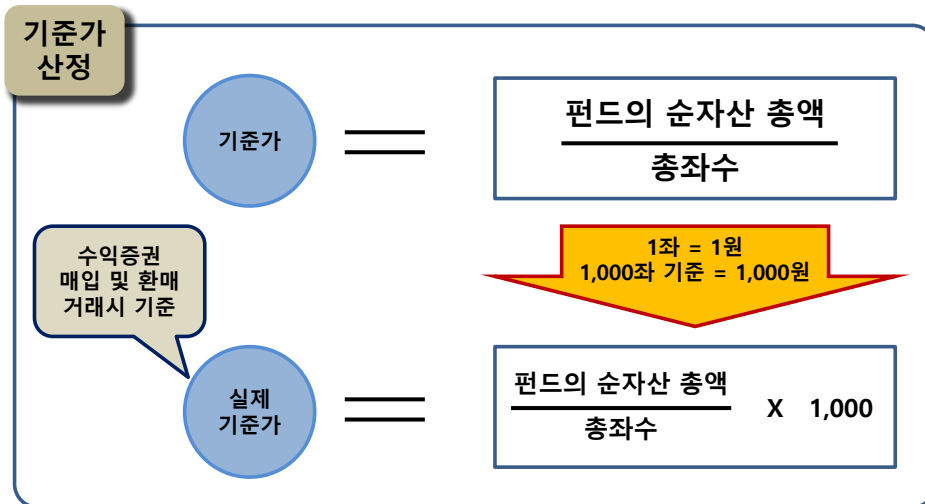 기준가
산정
기준가
펀드의 순자산 총액
총좌수
수익증권
매입 및 환매
거래시 기준
1좌 = 1원
1,000좌 기준 = 1,000원
실제
기준가
펀드의 순자산 총액
총좌수
X 1,000